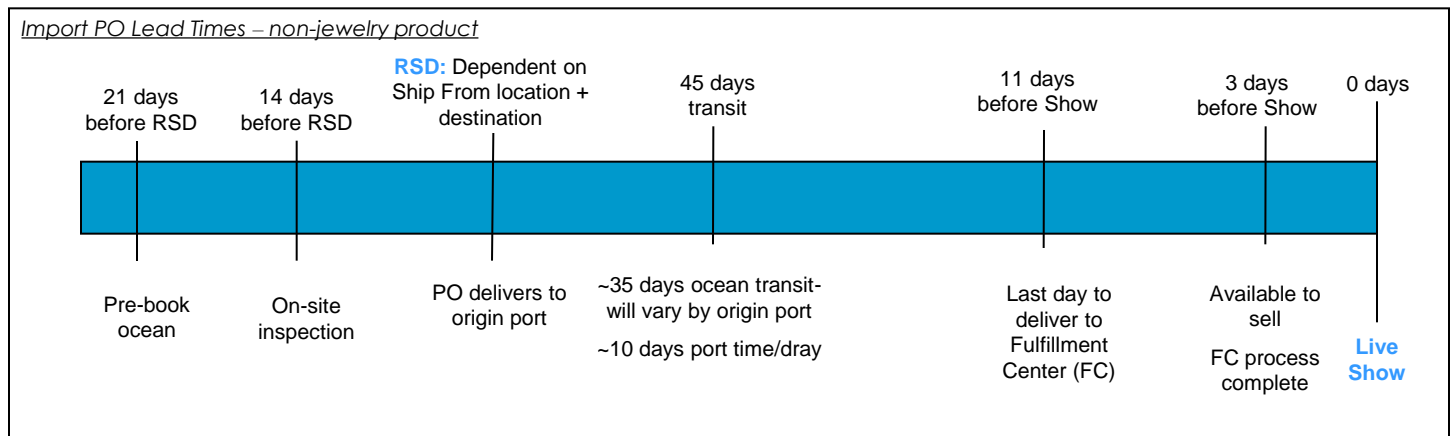 Import PO Lead Times – non-jewelry product
21 days
before RSD
14 days
before RSD
RSD: Dependent on
Ship From location +
destination
45 days
transit
11 days
before Show
3 days
before Show
0 days
Pre-book
ocean
On-site
inspection
PO delivers to
origin port
~35 days ocean transit-
will vary by origin port
~10 days port time/dray
Last day to
deliver to
Fulfillment
Center (FC)
Available to
sell
FC process
complete
Live
Show